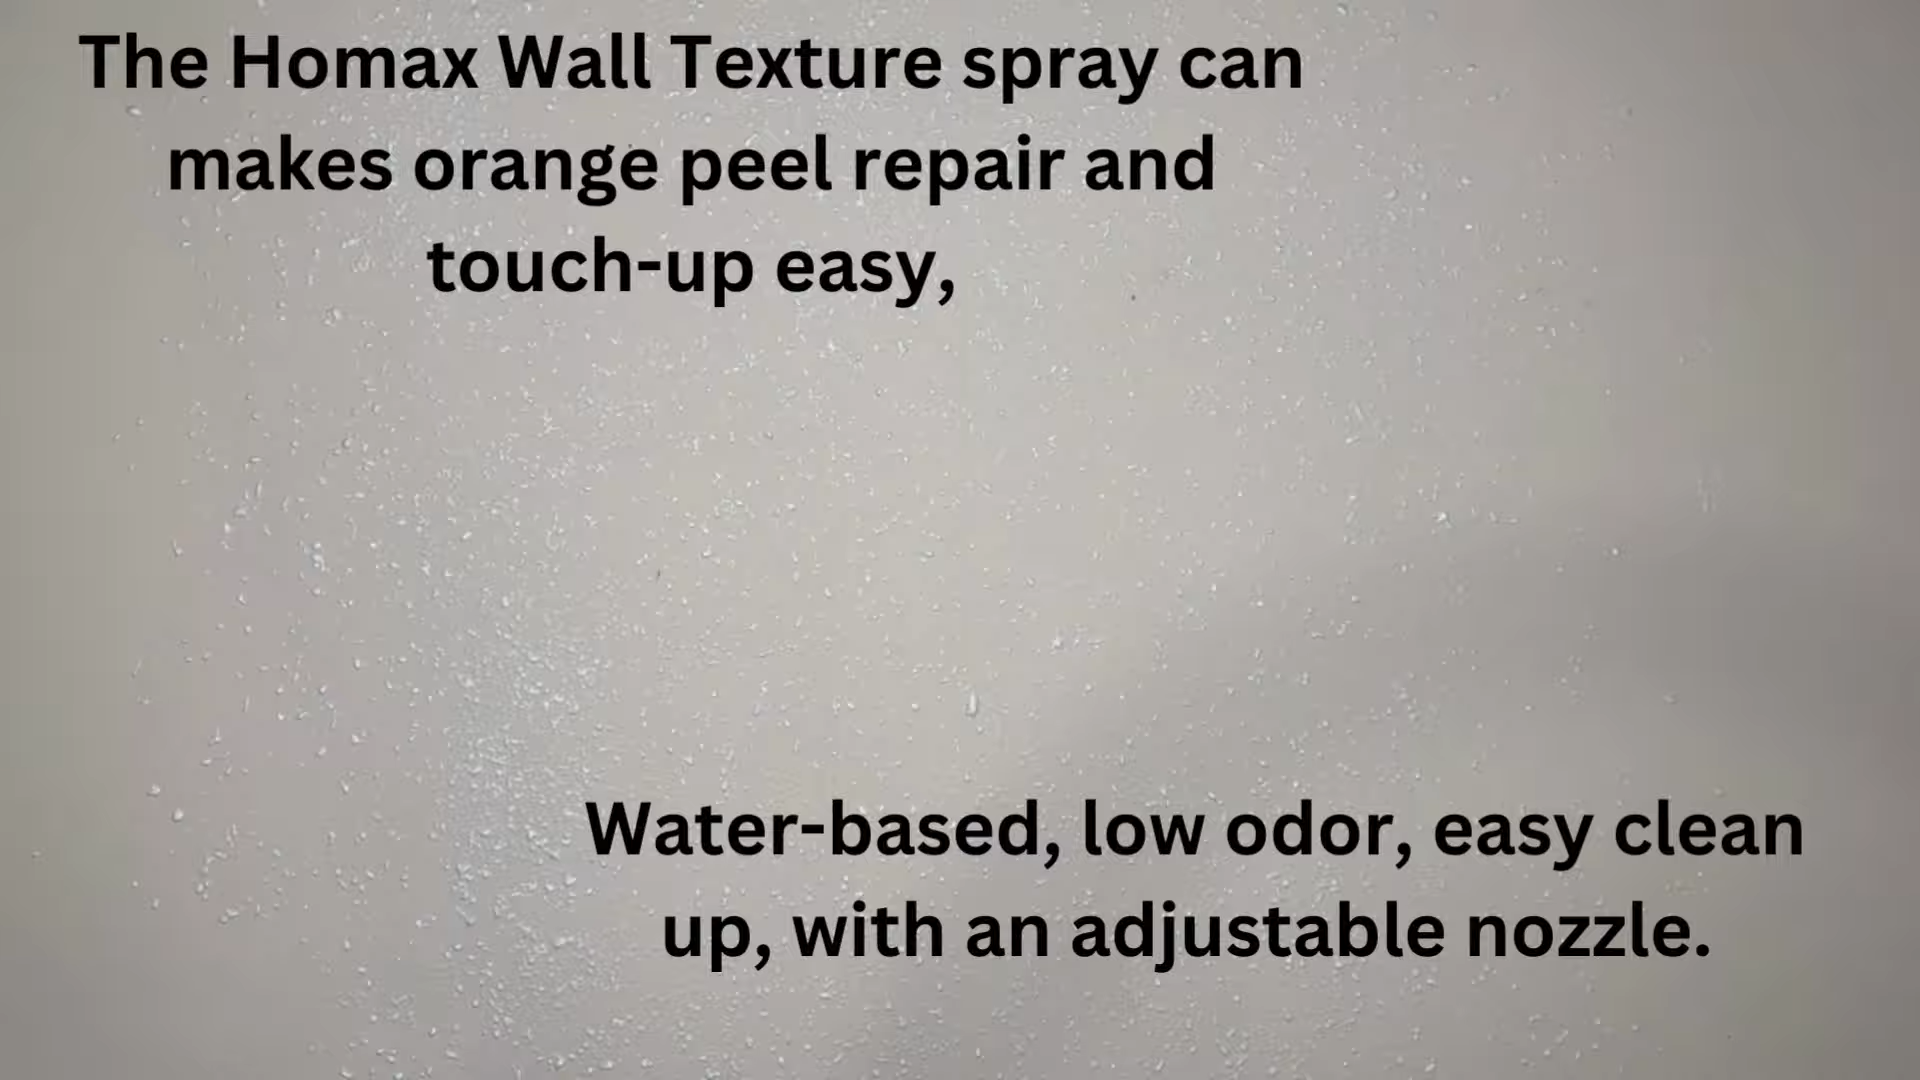 The Homax Wall Texture spray can
makes orange peel repair and
touch-up easy,
Water-based, low odor, easy clean
up, with an adjustable nozzle.